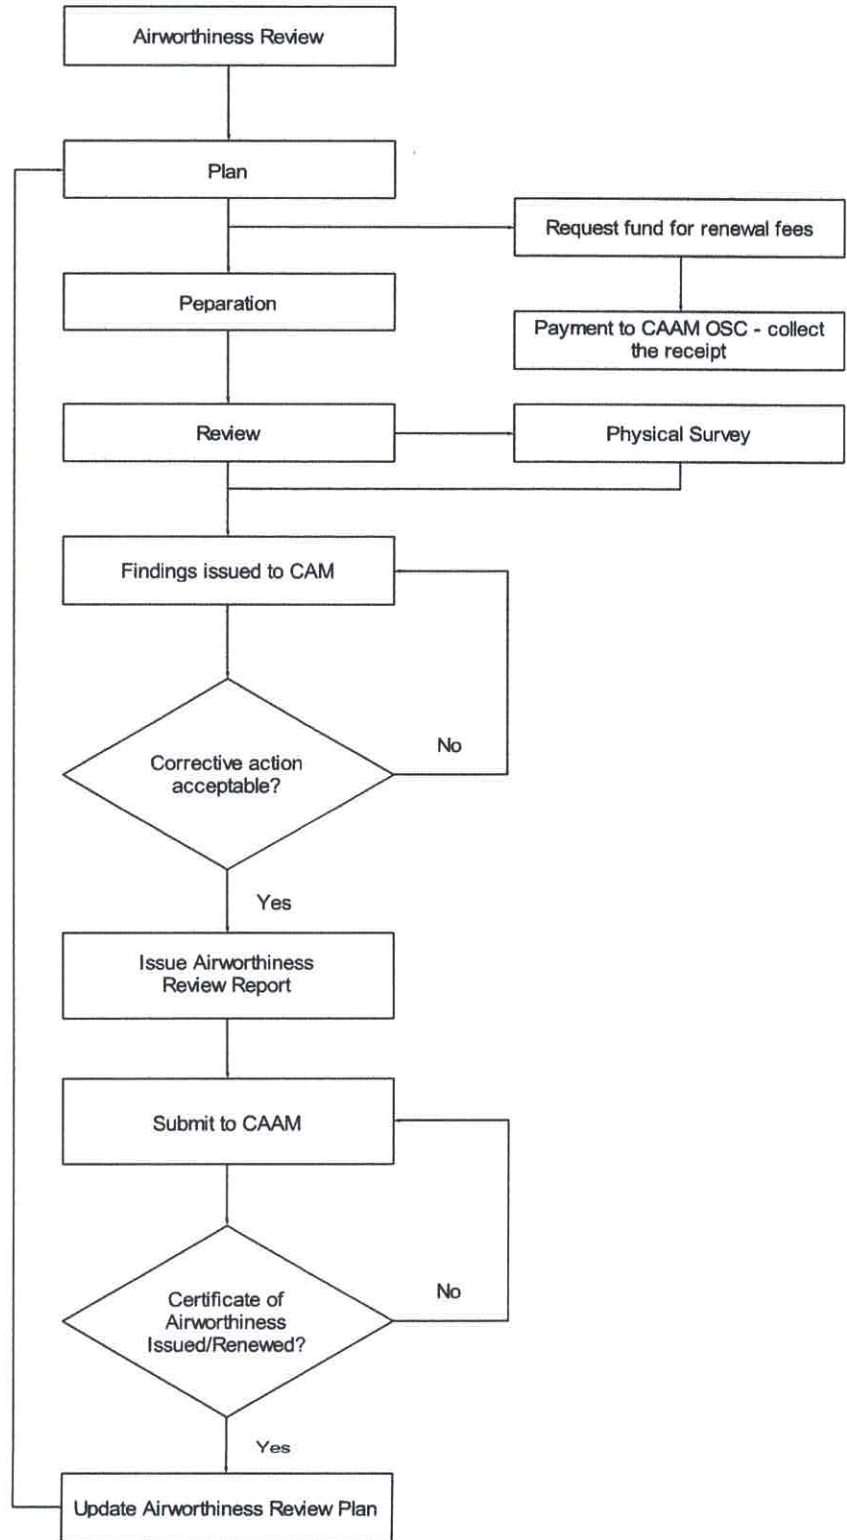 Airworthiness Review
Plan
Request fund for renewal fees
Peparation
Payment to CAAM OSC - collect
the receipt
Review
Physical Survey
Findings issued to CAM
Corrective action
acceptable?
No
Yes
Issue Airworthiness
Review Report
Submit to CAAM
Certificate of
Airworthiness
Issued/Renewed?
No
Yes
Update Airworthiness Review Plan